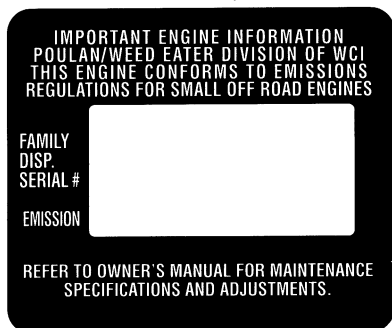 IMPORTANT ENGINE INFORMATION
POULAN/WEED EATER DIVISION OF WCI
THIS ENGINE CONFORMS TO EMISSIONS
REGULATIONS FOR SMALL OFF ROAD ENGINES
FAMILY
DISP.
SERIAL #
EMISSION
REFER TO OWNER'S MANUAL FOR MAINTENANCE
SPECIFICATIONS AND ADJUSTMENTS.